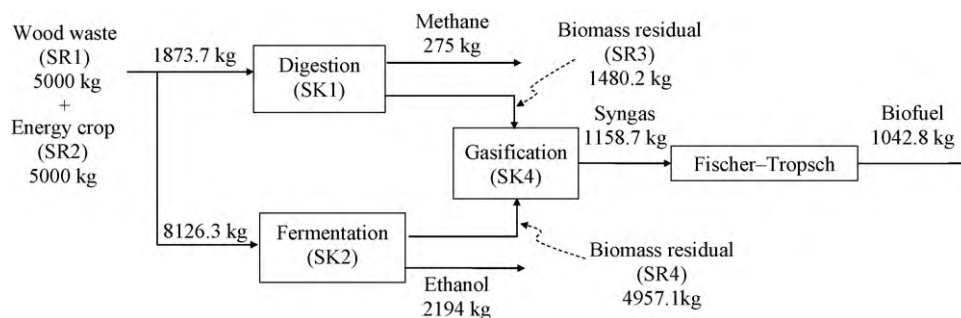 Wood waste
(SR1)
5000 kg
+
Energy crop
(SR2)
5000 kg
1873.7 kg
8126.3 kg
Digestion
(SK1)
Methane
275 kg
Biomass residual
(SR3)
1480.2 kg
Gasification
(SK4)
Syngas
1158.7 kg
Fischer–Tropsch
Biofuel
1042.8 kg
Fermentation
(SK2)
Ethanol
2194 kg
Biomass residual
(SR4)
4957.1kg